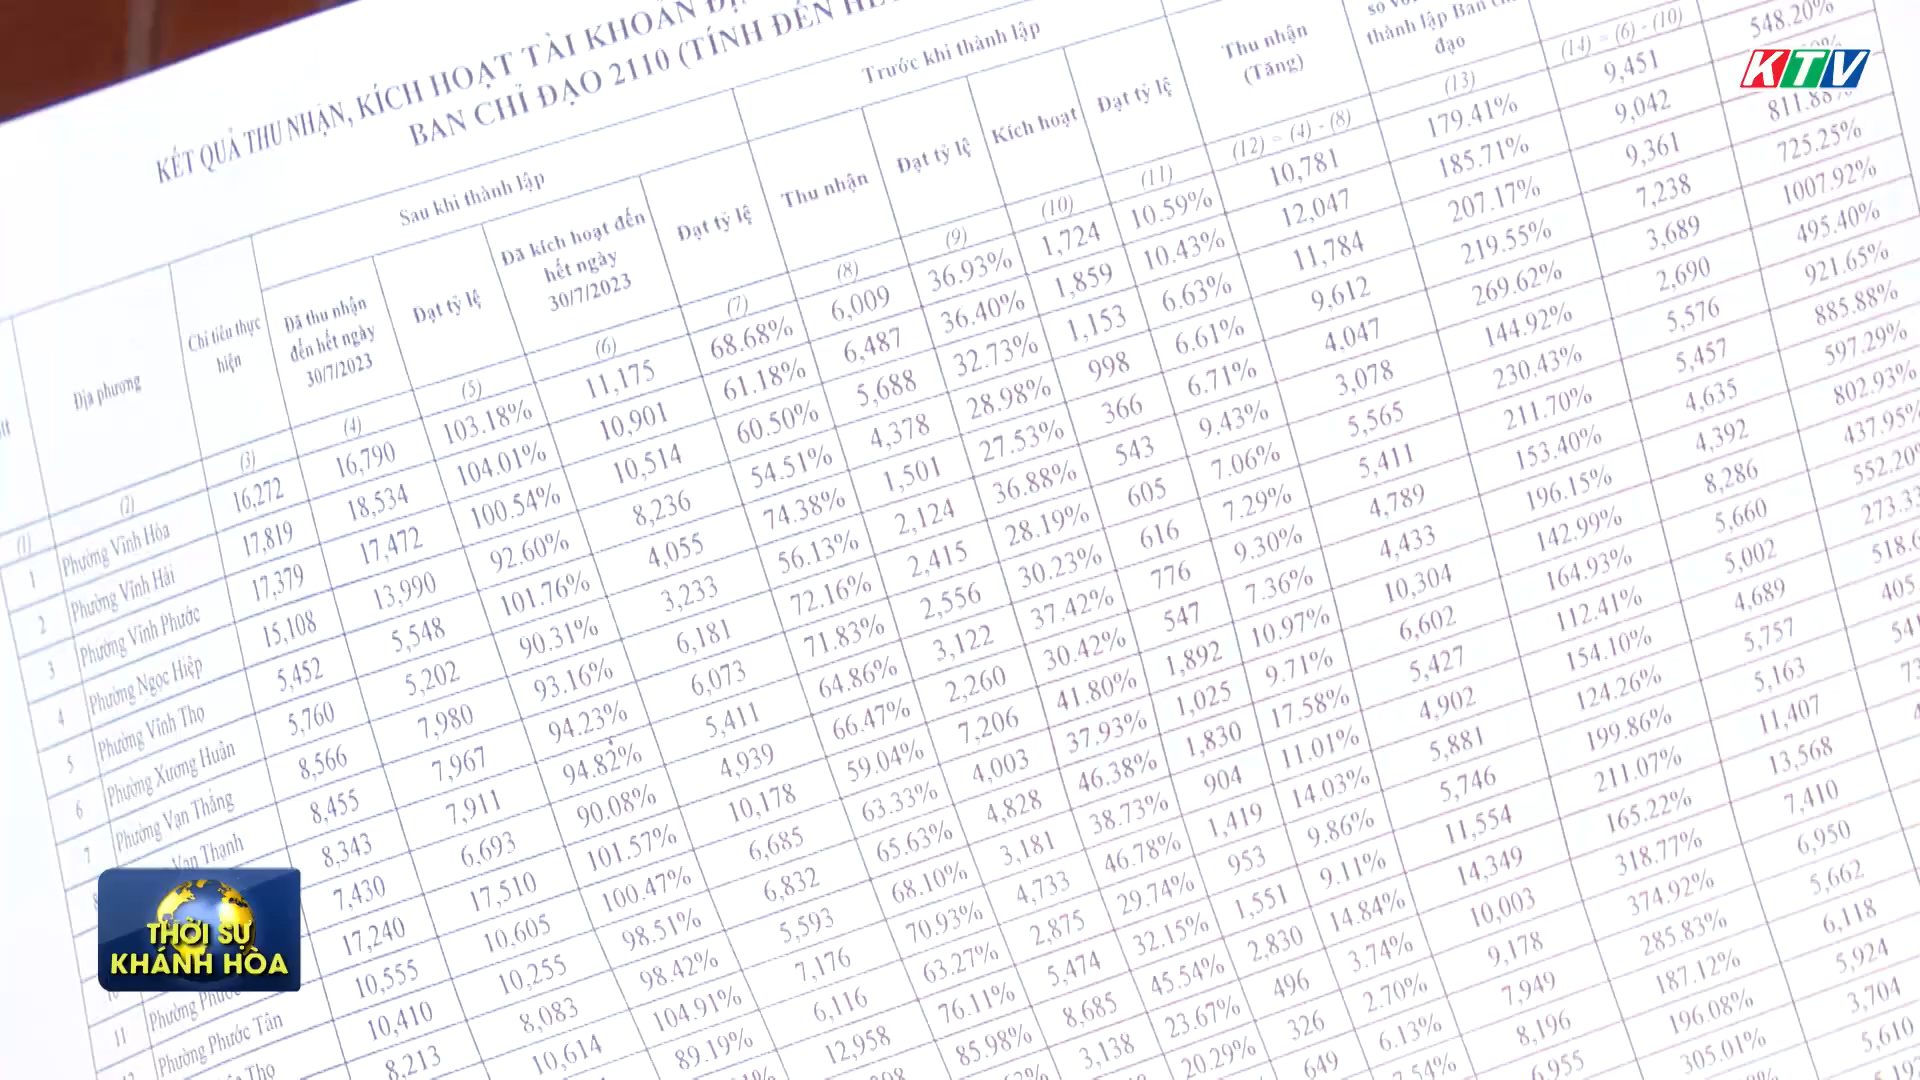 KẾT QUẢ THU NHẬN, KÍCH HOẠT TÀI KHOẢN
BAN CHỈ ĐẠO 2110 (TÍNH ĐẾN
Địa phương Chỉ tiêu thực hiện Sau khi thành lập Trước khi thành lập
Đã thu nhận đến hết ngày 30/7/2023 Đạt tỷ lệ Đã kích hoạt đến hết ngày 30/7/2023 Đạt tỷ lệ Thu nhận Đạt tỷ lệ Kích hoạt Đạt tỷ lệ Thu nhận (Tăng) thành lập Ban đạo
(1) (2) (3) (4) (5) (6) (7) (8) (9) (10) (11) (12) = (4) - (8) (13) (14) = (6) - (10)
1 Phường Vĩnh Hòa 16,272 16,790 103.18% 11,175 68.68% 6,009 36.93% 1,724 10.59% 10,781 179.41% 9,451 548.20%
2 Phường Vĩnh Hải 17,819 18,534 104.01% 10,901 61.18% 6,487 36.40% 1,859 10.43% 12,047 185.71% 9,042
3 Phường Vĩnh Phước 17,379 17,472 100.54% 10,514 60.50% 5,688 32.73% 1,153 6.63% 11,784 207.17% 9,361 811.88%
4 Phường Ngọc Hiệp 15,108 13,990 92.60% 8,236 54.51% 4,378 28.98% 998 6.61% 9,612 219.55% 7,238 725.25%
5 Phường Vĩnh Thọ 5,452 5,548 101.76% 4,055 74.38% 1,501 27.53% 366 6.71% 4,047 269.62% 3,689 1007.92%
6 Phường Xương Huân 5,760 5,202 90.31% 3,233 56.13% 2,124 36.88% 543 9.43% 3,078 144.92% 2,690 495.40%
7 Phường Vạn Thắng 8,566 7,980 93.16% 6,181 72.16% 2,415 28.19% 605 7.06% 5,565 230.43% 5,576 921.65%
Vạn Thạnh 8,455 7,967 94.23% 6,073 71.83% 2,556 30.23% 616 7.29% 5,411 211.70% 5,457 885.88%
8,343 7,911 94.82% 5,411 64.86% 3,122 37.42% 776 9.30% 4,789 153.40% 4,635 597.29%
7,430 6,693 90.08% 4,939 66.47% 2,260 30.42% 547 7.36% 4,433 196.15% 4,392 802.93%
11 Phường 17,240 17,510 101.57% 10,178 59.04% 7,206 41.80% 1,892 10.97% 10,304 142.99% 8,286 437.95%
Phường Phước Tân 10,555 10,605 100.47% 6,685 63.33% 4,003 37.93% 1,025 9.71% 6,602 164.93% 5,660 552.20%
Thọ 10,410 10,255 98.51% 6,832 65.63% 4,828 46.38% 1,830 17.58% 5,427 112.41% 5,002 273.33
8,213 8,083 98.42% 5,593 68.10% 3,181 38.73% 904 11.01% 4,902 154.10% 4,689 518.6
10,614 104.91% 7,176 70.93% 4,733 46.78% 1,419 14.03% 5,881 124.26% 5,757 405.
89.19% 6,116 63.27% 2,875 29.74% 953 9.86% 5,746 199.86% 5,163
12,958 76.11% 5,474 32.15% 1,551 9.11% 11,554 211.07% 11,407
85.98% 8,685 45.54% 2,830 14.84% 14,349 165.22% 13,568
3,138 23.67% 496 3.74% 10,003 318.77% 7,410
20.29% 326 2.70% 9,178 374.92% 6,950
649 6.13% 7,949 285.83% 5,662
7.54% 8,196 187.12% 6,118
6,955 196.08% 5,924
305.01% 3,704
5,610
KTV
THỜI SỰ
KHÁNH HÒA